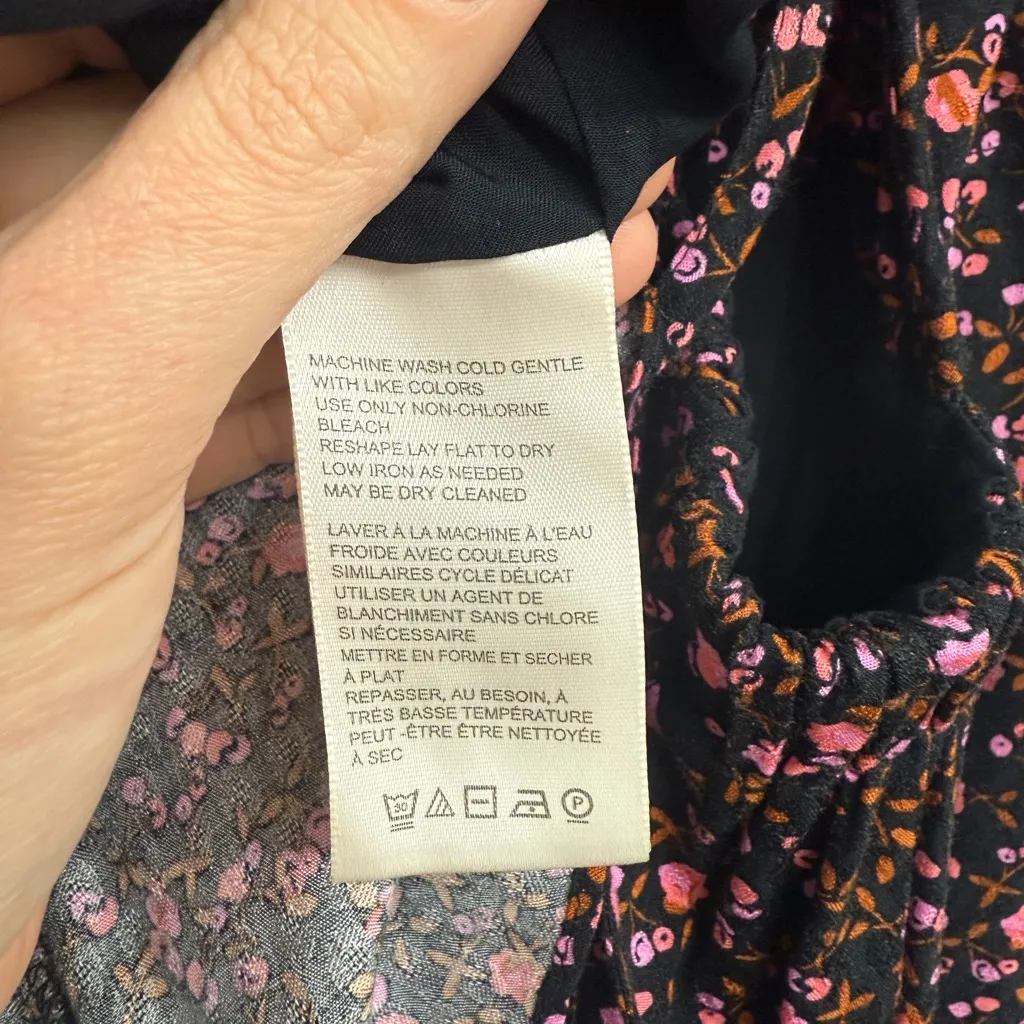 MACHINE WASH COLD GENTLE
WITH LIKE COLORS
USE ONLY NON-CHLORINE
BLEACH
RESHAPE LAY FLAT TO DRY
LOW IRON AS NEEDED
MAY BE DRY CLEANED
LAVER À LA MACHINE À L'EAU
FROIDE AVEC COULEURS
SIMILAIRES CYCLE DÉLICAT
UTILISER UN AGENT DE
BLANCHIMENT SANS CHLORE
SI NÉCESSAIRE
METTRE EN FORME ET SECHER
À PLAT
REPASSER, AU BESOIN, À
TRÈS BASSE TEMPÉRATURE
PEUT -ÊTRE ÊTRE NETTOYÉE
À SEC
30 P